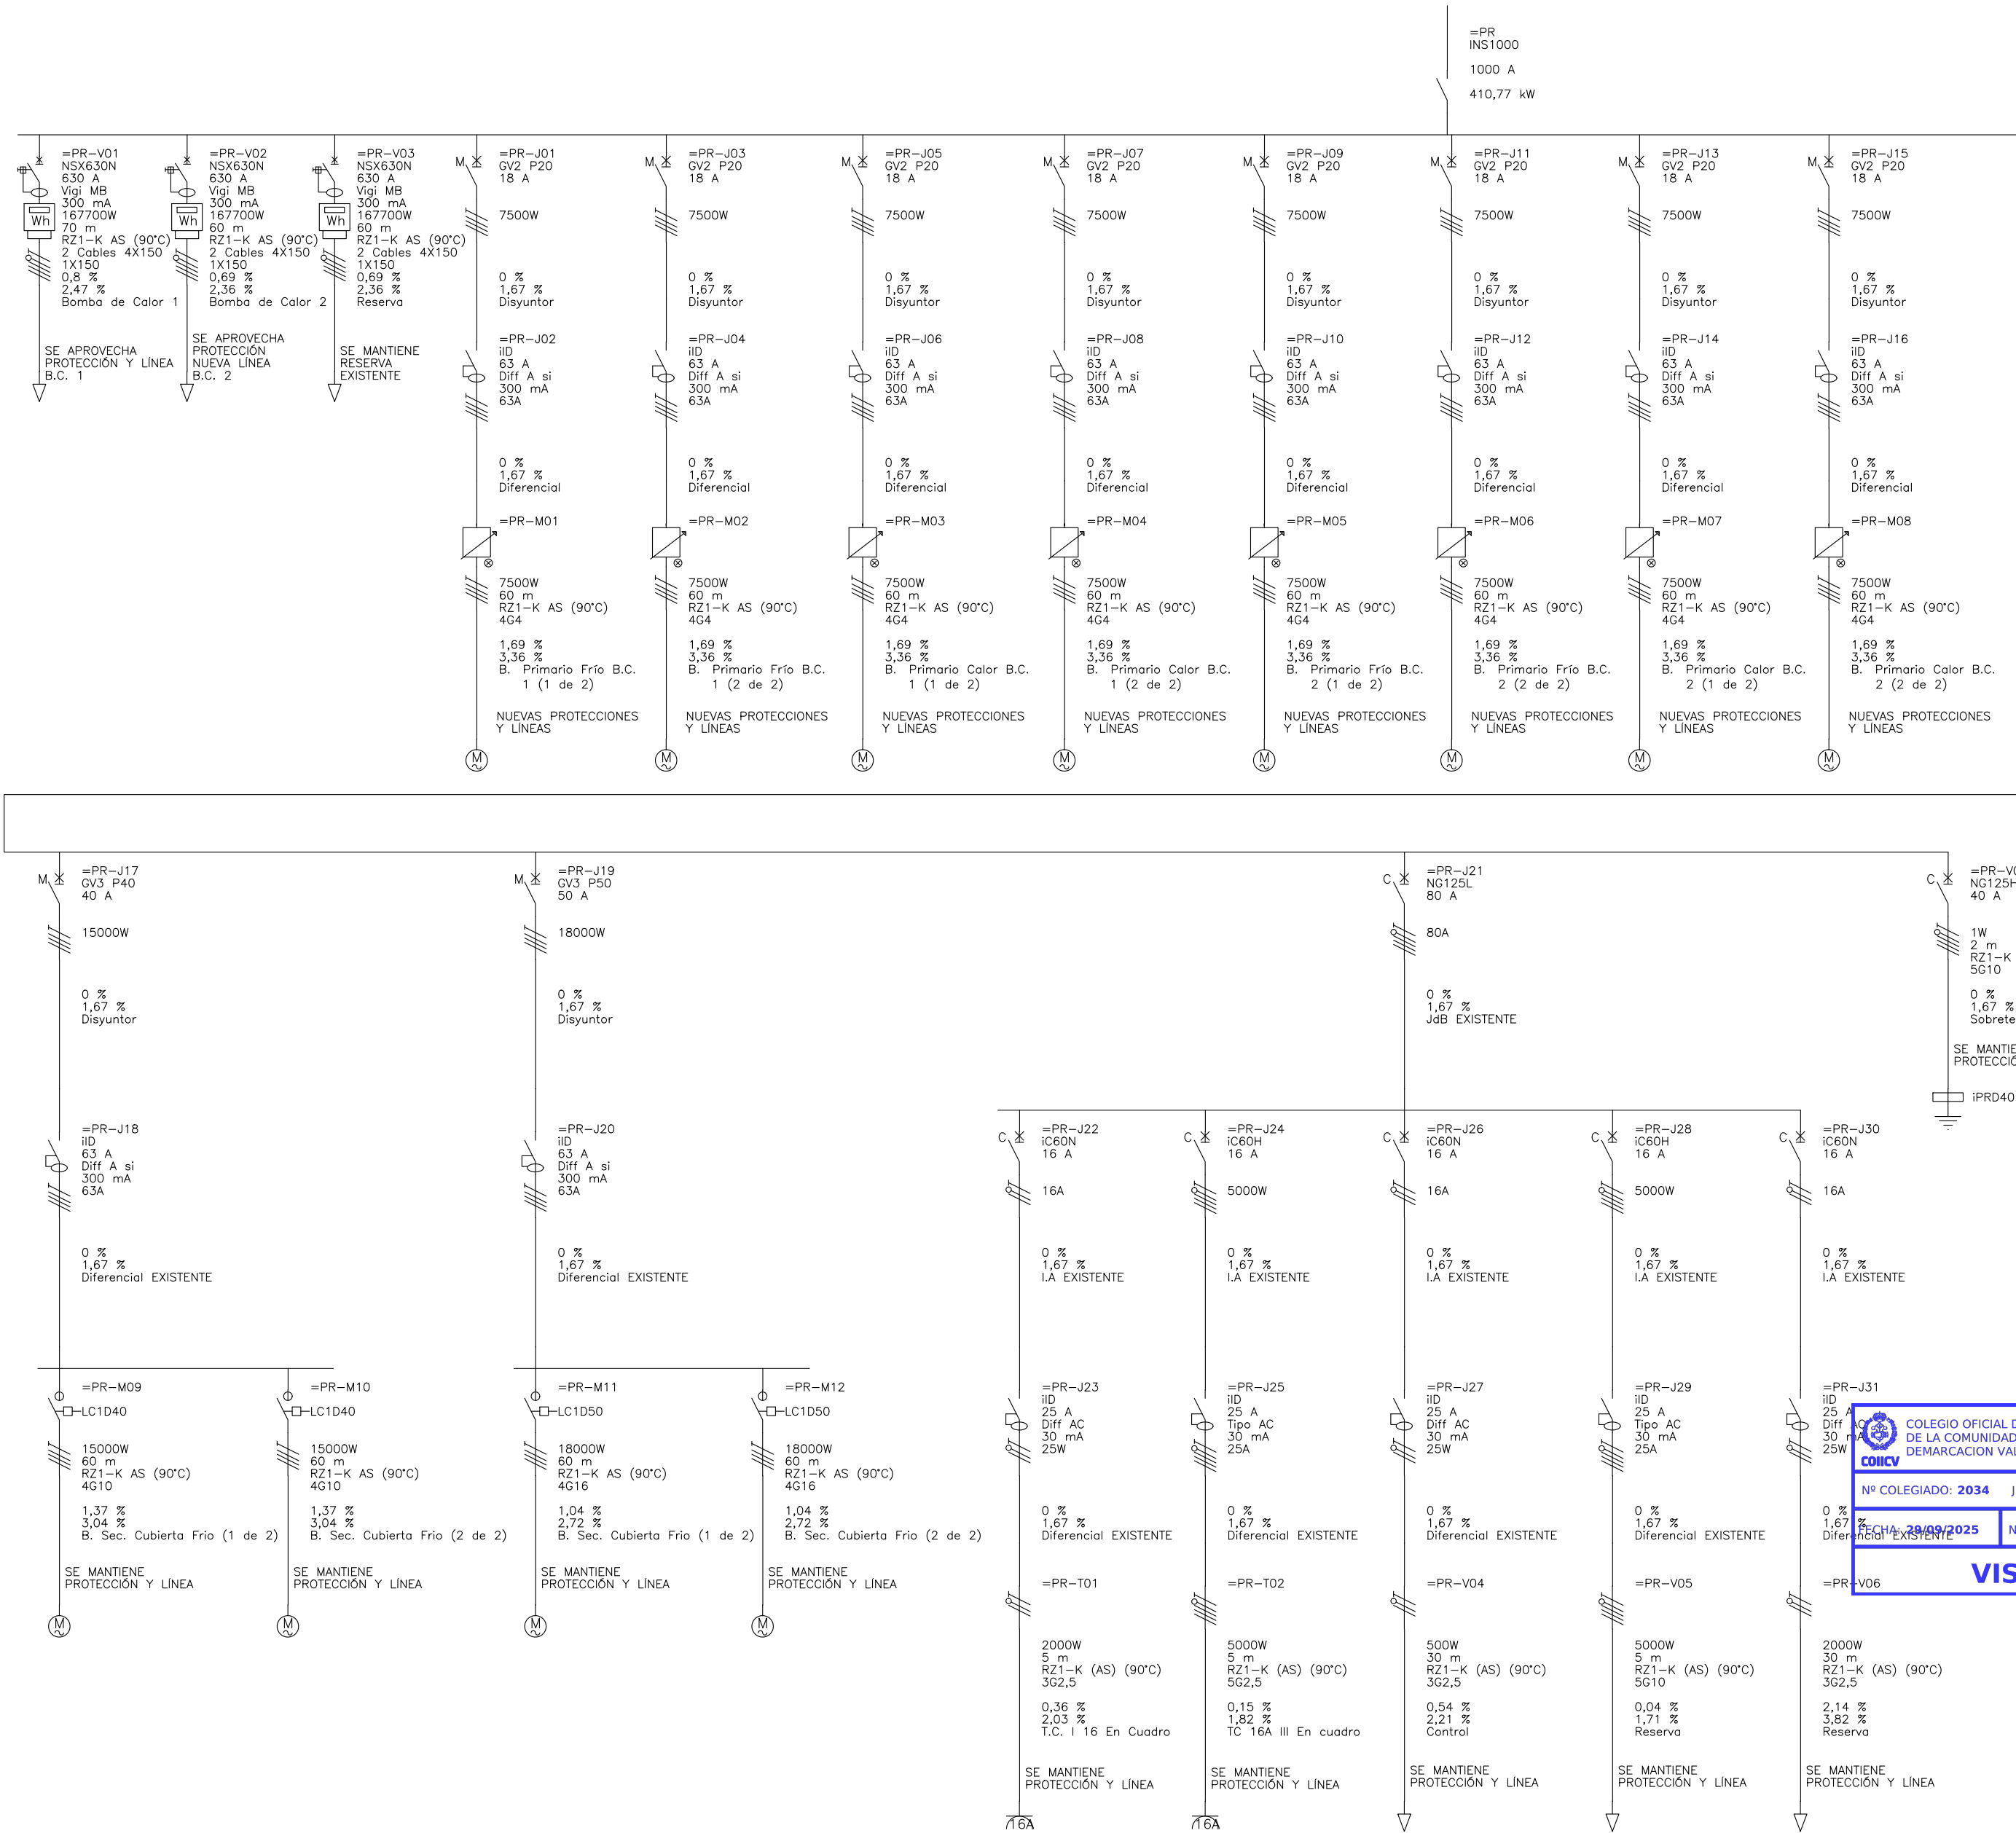 =PR
INS1000
1000 A
410,77 kW
=PR-V01
NSX630N
630 A
Vigi MB
300 mA
Wh
167700W
70 m
RZ1-K AS (90°C)
2 Cables 4X150
1X150
0,8 %
2,47 %
Bomba de Calor 1
SE APROVECHA
PROTECCIÓN Y LÍNEA
B.C. 1
=PR-V02
NSX630N
630 A
Vigi MB
300 mA
Wh
167700W
60 m
RZ1-K AS (90°C)
2 Cables 4X150
1X150
0,69 %
2,36 %
Bomba de Calor 2
SE APROVECHA
PROTECCIÓN
NUEVA LÍNEA
B.C. 2
=PR-V03
NSX630N
630 A
Vigi MB
300 mA
Wh
167700W
60 m
RZ1-K AS (90°C)
2 Cables 4X150
1X150
0,69 %
2,36 %
Reserva
SE MANTIENE
RESERVA
EXISTENTE
M
=PR-J01
GV2 P20
18 A
7500W
0 %
1,67 %
Disyuntor
=PR-J02
iID
63 A
Diff A si
300 mA
63A
0 %
1,67 %
Diferencial
=PR-M01
7500W
60 m
RZ1-K AS (90°C)
4G4
1,69 %
3,36 %
B. Primario Frío B.C.
1 (1 de 2)
NUEVAS PROTECCIONES
Y LÍNEAS
M
M
=PR-J03
GV2 P20
18 A
7500W
0 %
1,67 %
Disyuntor
=PR-J04
iID
63 A
Diff A si
300 mA
63A
0 %
1,67 %
Diferencial
=PR-M02
7500W
60 m
RZ1-K AS (90°C)
4G4
1,69 %
3,36 %
B. Primario Frío B.C.
1 (2 de 2)
NUEVAS PROTECCIONES
Y LÍNEAS
M
M
=PR-J05
GV2 P20
18 A
7500W
0 %
1,67 %
Disyuntor
=PR-J06
iID
63 A
Diff A si
300 mA
63A
0 %
1,67 %
Diferencial
=PR-M03
7500W
60 m
RZ1-K AS (90°C)
4G4
1,69 %
3,36 %
B. Primario Calor B.C.
1 (1 de 2)
NUEVAS PROTECCIONES
Y LÍNEAS
M
M
=PR-J07
GV2 P20
18 A
7500W
0 %
1,67 %
Disyuntor
=PR-J08
iID
63 A
Diff A si
300 mA
63A
0 %
1,67 %
Diferencial
=PR-M04
7500W
60 m
RZ1-K AS (90°C)
4G4
1,69 %
3,36 %
B. Primario Calor B.C.
1 (2 de 2)
NUEVAS PROTECCIONES
Y LÍNEAS
M
M
=PR-J09
GV2 P20
18 A
7500W
0 %
1,67 %
Disyuntor
=PR-J10
iID
63 A
Diff A si
300 mA
63A
0 %
1,67 %
Diferencial
=PR-M05
7500W
60 m
RZ1-K AS (90°C)
4G4
1,69 %
3,36 %
B. Primario Frío B.C.
2 (1 de 2)
NUEVAS PROTECCIONES
Y LÍNEAS
M
M
=PR-J11
GV2 P20
18 A
7500W
0 %
1,67 %
Disyuntor
=PR-J12
iID
63 A
Diff A si
300 mA
63A
0 %
1,67 %
Diferencial
=PR-M06
7500W
60 m
RZ1-K AS (90°C)
4G4
1,69 %
3,36 %
B. Primario Frío B.C.
2 (2 de 2)
NUEVAS PROTECCIONES
Y LÍNEAS
M
M
=PR-J13
GV2 P20
18 A
7500W
0 %
1,67 %
Disyuntor
=PR-J14
iID
63 A
Diff A si
300 mA
63A
0 %
1,67 %
Diferencial
=PR-M07
7500W
60 m
RZ1-K AS (90°C)
4G4
1,69 %
3,36 %
B. Primario Calor B.C.
2 (1 de 2)
NUEVAS PROTECCIONES
Y LÍNEAS
M
M
=PR-J15
GV2 P20
18 A
7500W
0 %
1,67 %
Disyuntor
=PR-J16
iID
63 A
Diff A si
300 mA
63A
0 %
1,67 %
Diferencial
=PR-M08
7500W
60 m
RZ1-K AS (90°C)
4G4
1,69 %
3,36 %
B. Primario Calor B.C.
2 (2 de 2)
NUEVAS PROTECCIONES
Y LÍNEAS
M
M
=PR-J17
GV3 P40
40 A
15000W
0 %
1,67 %
Disyuntor
=PR-J18
iID
63 A
Diff A si
300 mA
63A
0 %
1,67 %
Diferencial EXISTENTE
=PR-M09
LC1D40
15000W
60 m
RZ1-K AS (90°C)
4G10
1,37 %
3,04 %
B. Sec. Cubierta Frio (1 de 2)
SE MANTIENE
PROTECCIÓN Y LÍNEA
M
=PR-M10
LC1D40
15000W
60 m
RZ1-K AS (90°C)
4G10
1,37 %
3,04 %
B. Sec. Cubierta Frio (2 de 2)
SE MANTIENE
PROTECCIÓN Y LÍNEA
M
M
=PR-J19
GV3 P50
50 A
18000W
0 %
1,67 %
Disyuntor
=PR-J20
iID
63 A
Diff A si
300 mA
63A
0 %
1,67 %
Diferencial EXISTENTE
=PR-M11
LC1D50
18000W
60 m
RZ1-K AS (90°C)
4G16
1,04 %
2,72 %
B. Sec. Cubierta Frio (1 de 2)
SE MANTIENE
PROTECCIÓN Y LÍNEA
M
=PR-M12
LC1D50
18000W
60 m
RZ1-K AS (90°C)
4G16
1,04 %
2,72 %
B. Sec. Cubierta Frio (2 de 2)
SE MANTIENE
PROTECCIÓN Y LÍNEA
M
C
=PR-J21
NG125L
80 A
80A
0 %
1,67 %
JdB EXISTENTE
C
=PR-J22
iC60N
16 A
16A
0 %
1,67 %
I.A EXISTENTE
=PR-J23
iID
25 A
Diff AC
30 mA
25W
0 %
1,67 %
Diferencial EXISTENTE
=PR-T01
2000W
5 m
RZ1-K (AS) (90°C)
3G2,5
0,36 %
2,03 %
T.C. I 16 En Cuadro
SE MANTIENE
PROTECCIÓN Y LÍNEA
16A
C
=PR-J24
iC60H
16 A
5000W
0 %
1,67 %
I.A EXISTENTE
=PR-J25
iID
25 A
Tipo AC
30 mA
25A
0 %
1,67 %
Diferencial EXISTENTE
=PR-T02
5000W
5 m
RZ1-K (AS) (90°C)
5G2,5
0,15 %
1,82 %
TC 16A III En cuadro
SE MANTIENE
PROTECCIÓN Y LÍNEA
16A
C
=PR-J26
iC60N
16 A
16A
0 %
1,67 %
I.A EXISTENTE
=PR-J27
iID
25 A
Diff AC
30 mA
25W
0 %
1,67 %
Diferencial EXISTENTE
=PR-V04
500W
30 m
RZ1-K (AS) (90°C)
3G2,5
0,54 %
2,21 %
Control
SE MANTIENE
PROTECCIÓN Y LÍNEA
C
=PR-J28
iC60H
16 A
5000W
0 %
1,67 %
I.A EXISTENTE
=PR-J29
iID
25 A
Tipo AC
30 mA
25A
0 %
1,67 %
Diferencial EXISTENTE
=PR-V05
5000W
5 m
RZ1-K (AS) (90°C)
5G10
0,04 %
1,71 %
Reserva
SE MANTIENE
PROTECCIÓN Y LÍNEA
C
=PR-J30
iC60N
16 A
16A
0 %
1,67 %
I.A EXISTENTE
=PR-J31
iID
25 A
Diff AC
30 mA
25W
0 %
1,67 %
Diferencial EXISTENTE
=PR-V06
2000W
30 m
RZ1-K (AS) (90°C)
3G2,5
2,14 %
3,82 %
Reserva
SE MANTIENE
PROTECCIÓN Y LÍNEA
C
=PR-V0
NG125H
40 A
1W
2 m
RZ1-K
5G10
0 %
1,67 %
Sobrete
SE MANTIE
PROTECCIÓ
iPRD40
COIICV
COLEGIO OFICIAL D
DE LA COMUNIDAD
DEMARCACION VAL
Nº COLEGIADO: 2034 J
FECHA: 29/09/2025 N
VIS